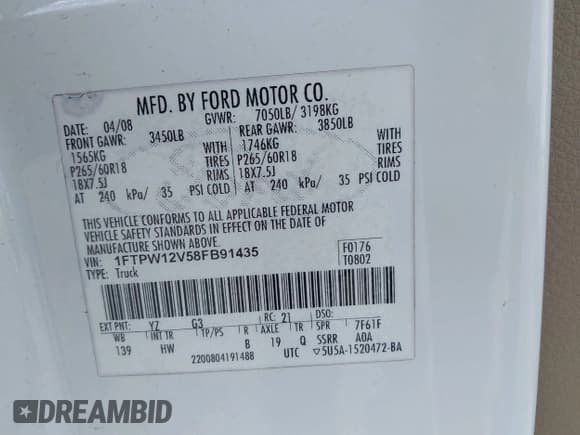 MFD. BY FORD MOTOR CO.
DATE: 04/08 GVWR: 7050LB/ 3198KG
FRONT GAWR: 3450LB REAR GAWR: 3850LB
1565KG WITH 1746KG WITH
P265/60R18 TIRES P265/60R18 TIRES
18X7.5J RIMS 18X7.5J RIMS
AT 240 kPa/ 35 PSI COLD AT 240 kPa/ 35 PSI COLD
THIS VEHICLE CONFORMS TO ALL APPLICABLE FEDERAL MOTOR
VEHICLE SAFETY STANDARDS IN EFFECT ON THE DATE OF
MANUFACTURE SHOWN ABOVE.
VIN: 1FTPW12V58FB91435 F0176
TYPE: Truck T0802
EXT PNT: YZ G3 RC: 21 7F61F
WB INT TR TP/PS R AXLE TR SPR
139 HW B 19 Q SSRR AOA
2200804191488 UTC ▽5U5A-1520472-BA
DREAMBID